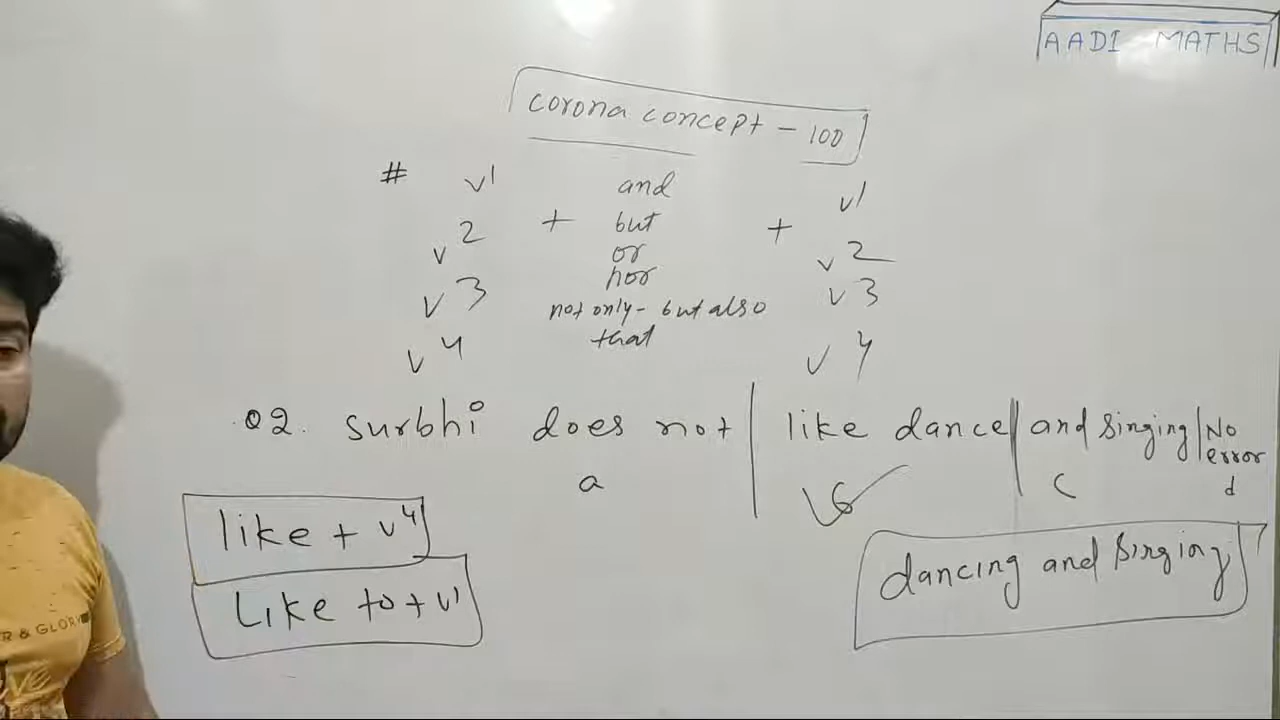 AADI MATHS
corona concept - 100
# v1 and v1
v2 + but + v2
or
v3 nor v3
not only - but also
v4 that v4
Q2. surbhi does not | like dance | and singing | No error
a b c d
like + v4
Like to + v1
dancing and singing
R & GLORY